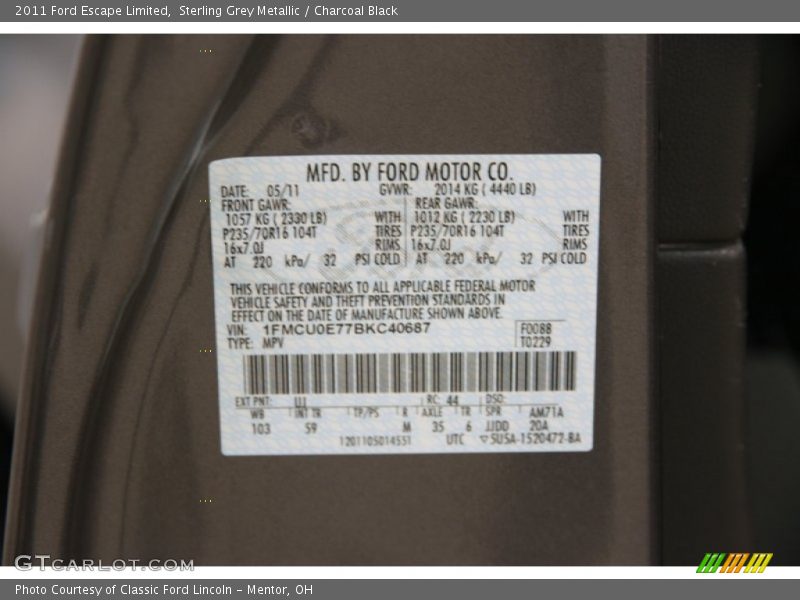 2011 Ford Escape Limited,  Sterling Grey Metallic / Charcoal Black
MFD. BY FORD MOTOR CO.
DATE: 05/11 GVWR: 2014 KG ( 4440 LB)
FRONT GAWR: REAR GAWR:
1057 KG ( 2330 LB) WITH 1012 KG ( 2230 LB) WITH
P235/70R16 104T TIRES P235/70R16 104T TIRES
16x7.0J RIMS 16x7.0J RIMS
AT 220 kPa/ 32 PSI COLD AT 220 kPa/ 32 PSI COLD
THIS VEHICLE CONFORMS TO ALL APPLICABLE FEDERAL MOTOR
VEHICLE SAFETY AND THEFT PREVENTION STANDARDS IN
EFFECT ON THE DATE OF MANUFACTURE SHOWN ABOVE.
VIN: 1FMCU0E77BKC40687 F0088
TYPE: MPV T0229
EXT PNT: UJ RC: 44 DSO:
WB INT TR TP/PS R AXLE TR SPR AM71A
103 S9 M 35 6 JJDD 20A
UTC ▽5USA-1520472-BA
GTCarLot.com
Photo Courtesy of Classic Ford Lincoln – Mentor, OH